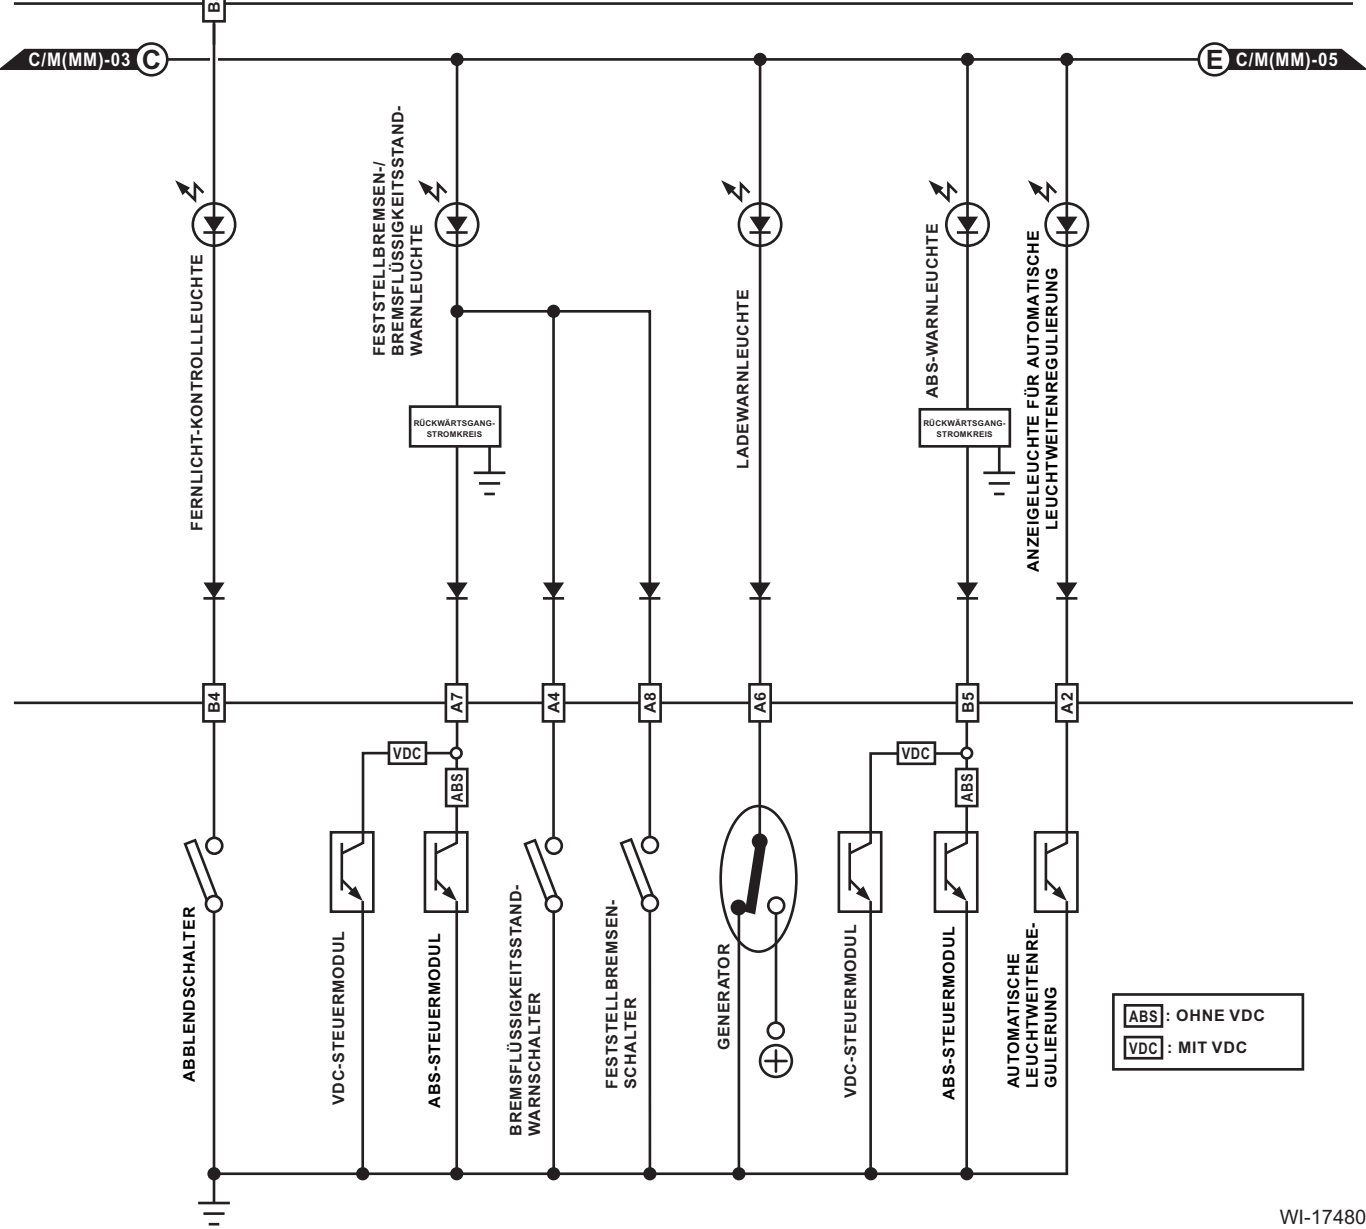 B
C/M(MM)-03
C
E
C/M(MM)-05
FERNLICHT-KONTROLLLEUCHTE
FESTSTELLBREMSEN-/
BREMSFLÜSSIGKEITSSTAND-
WARNLEUCHTE
LADEWARNLEUCHTE
ABS-WARNLEUCHTE
ANZEIGELEUCHTE FÜR AUTOMATISCHE
LEUCHTWEITENREGULIERUNG
RÜCKWÄRTSGANG-
STROMKREIS
RÜCKWÄRTSGANG-
STROMKREIS
B4
A7
A4
A8
A6
B5
A2
VDC
ABS
VDC
ABS
ABBLENDSCHALTER
VDC-STEUERMODUL
ABS-STEUERMODUL
BREMSFLÜSSIGKEITSSTAND-
WARNSCHALTER
FESTSTELLBREMSEN-
SCHALTER
GENERATOR
VDC-STEUERMODUL
ABS-STEUERMODUL
AUTOMATISCHE
LEUCHTWEITENRE-
GULIERUNG
ABS : OHNE VDC
VDC : MIT VDC
WI-17480